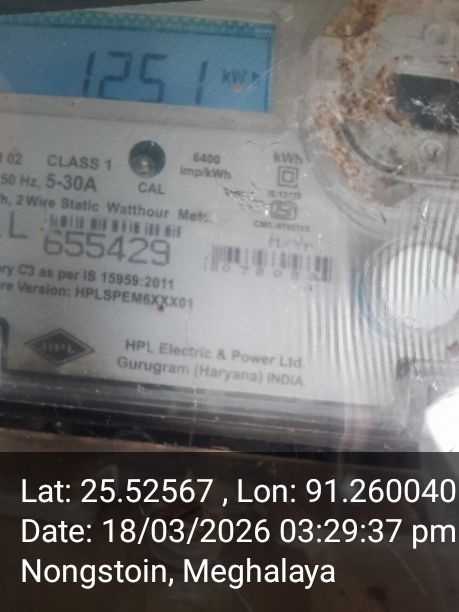 1251 kW h
02 CLASS 1
6400
imp/kWh
kWh
50 Hz, 5-30A
CAL
2 Wire Static Watthour
655429
C3 as per IS 15959:2011
Version: HPLSPEM6XXX01
HPL
HPL Electric & Power Ltd.
Gurugram (Haryana) INDIA
Lat: 25.52567 , Lon: 91.260040
Date: 18/03/2026 03:29:37 pm
Nongstoin, Meghalaya